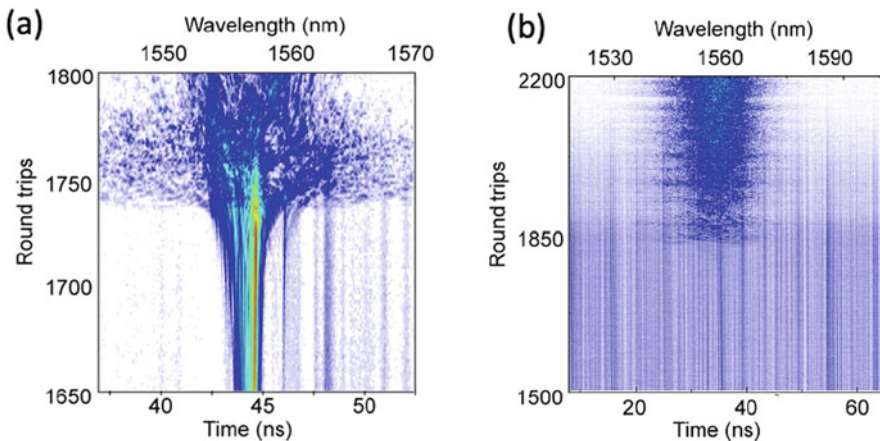 (a)
Wavelength (nm)
1550 1560 1570
1800
1750
1700
1650
Round trips
40 45 50
Time (ns)
(b)
Wavelength (nm)
1530 1560 1590
2200
1850
1500
Round trips
20 40 60
Time (ns)